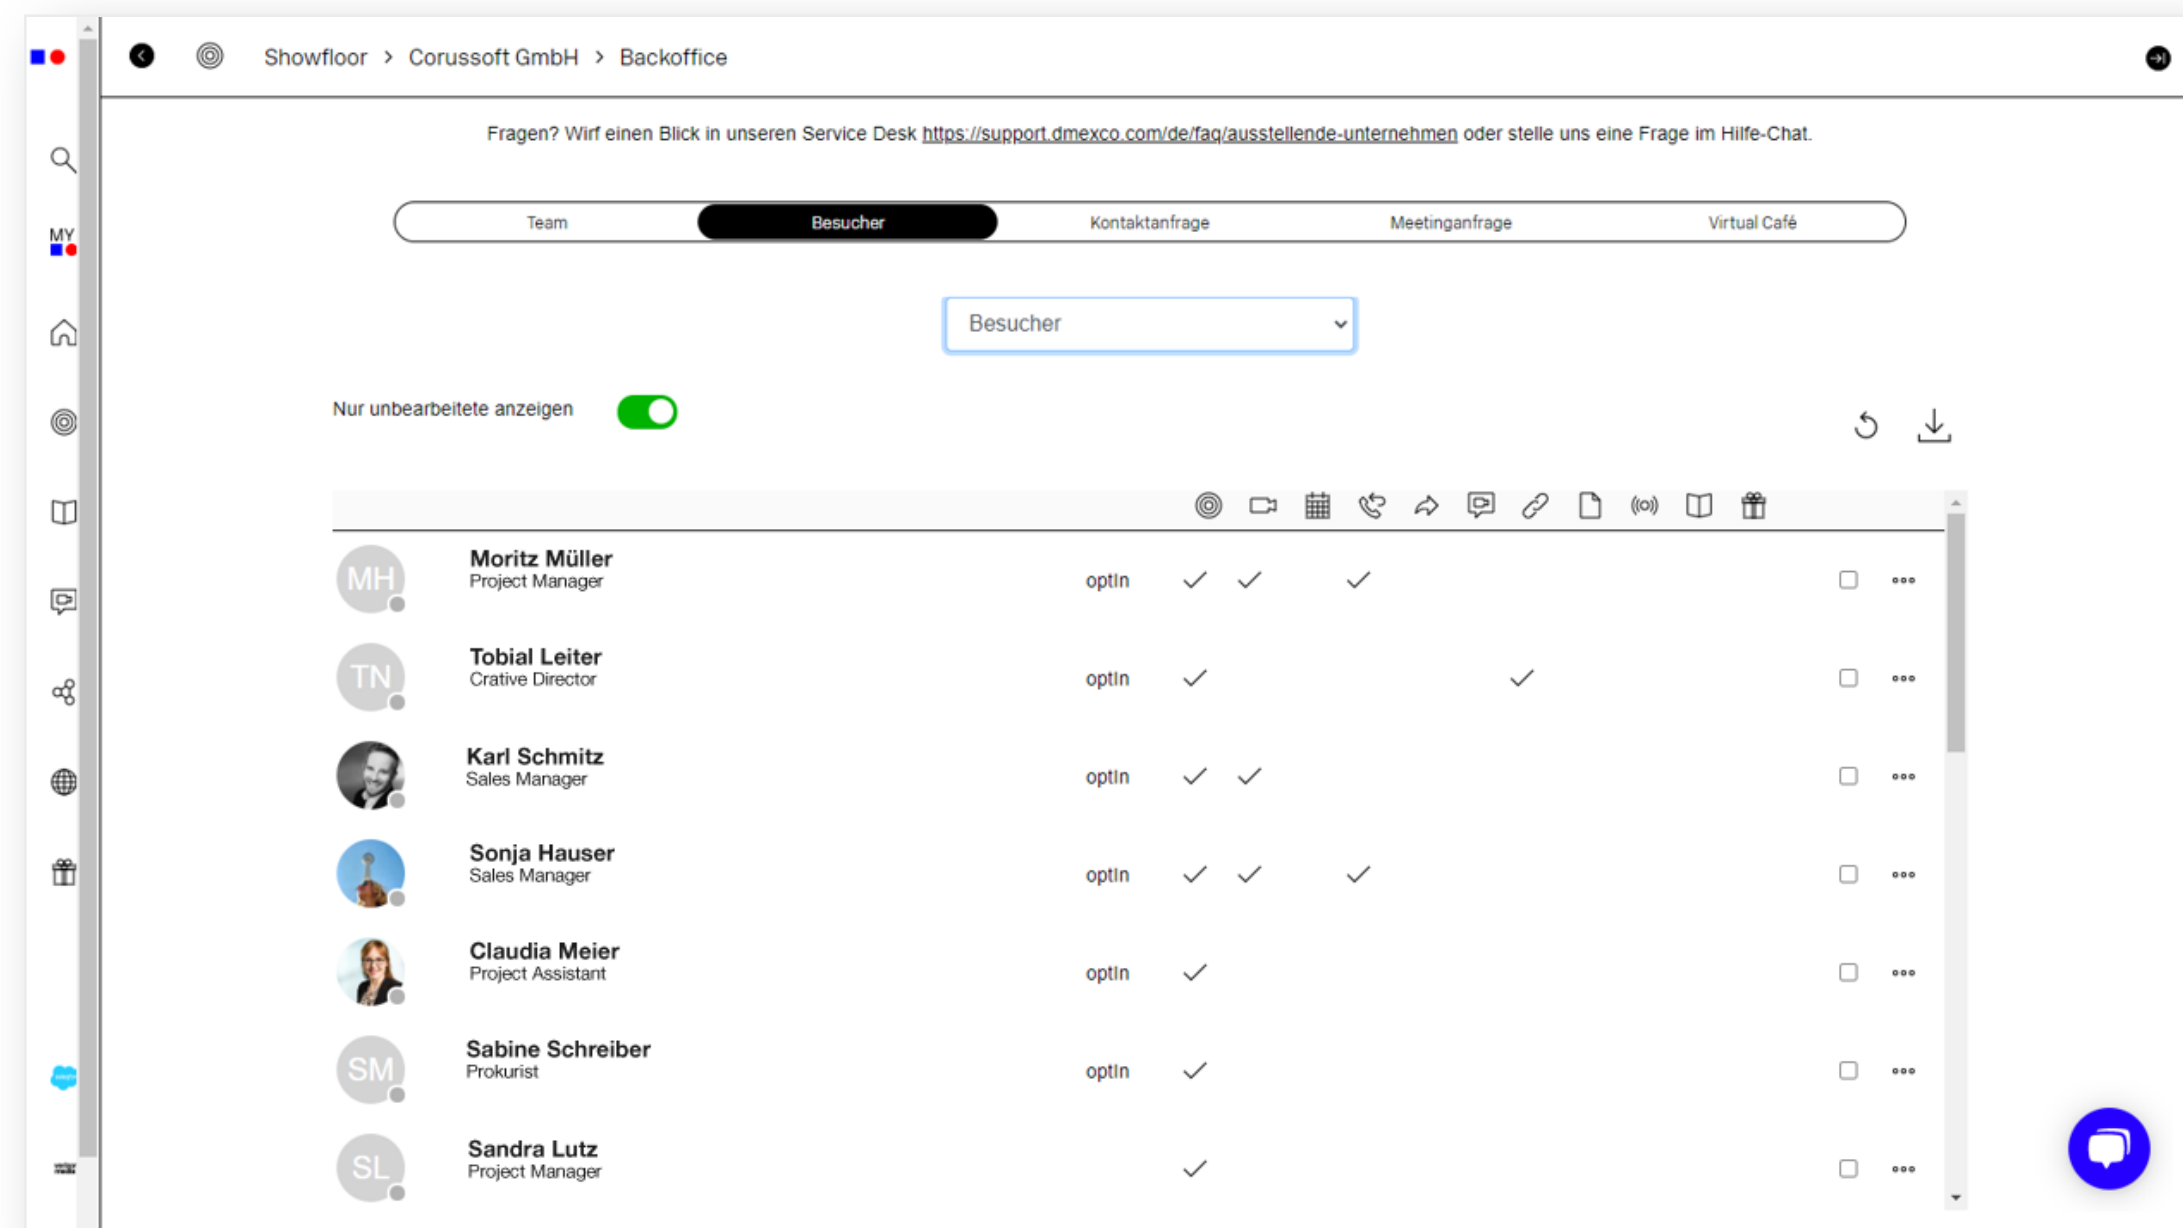 Showfloor > Corussoft GmbH > Backoffice
Fragen? Wirf einen Blick in unseren Service Desk https://support.dmexco.com/de/faq/ausstellende-unternehmen oder stelle uns eine Frage im Hilfe-Chat.
MY
Team Besucher Kontaktanfrage Meetinganfrage Virtual Café
Besucher
Nur unbearbeitete anzeigen
MH Moritz Müller
Project Manager optIn
TN Tobial Leiter
Crative Director optIn
Karl Schmitz
Sales Manager optIn
Sonja Hauser
Sales Manager optIn
Claudia Meier
Project Assistant optIn
SM Sabine Schreiber
Prokurist optIn
SL Sandra Lutz
Project Manager